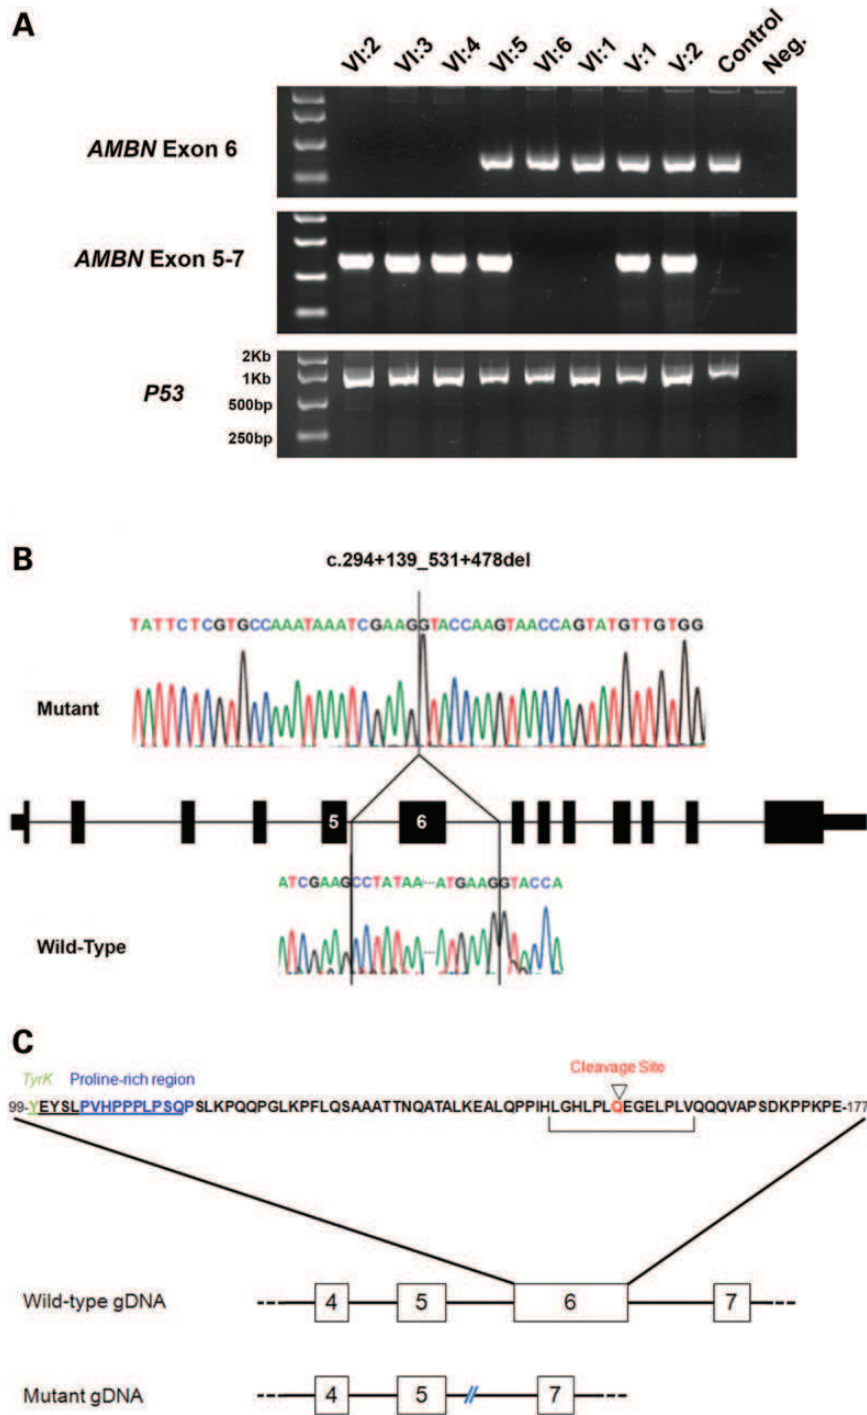 A
VI:2 VI:3 VI:4 VI:5 VI:6 VI:1 V:1 V:2 Control Neg.
AMBN Exon 6
AMBN Exon 5-7
P53
2Kb
1Kb
500bp
250bp
B
c.294+139_531+478del
TATTCTCGTGCCAAATAAATCGAAGGTACCAAGTAACCAGTATGTTGTGG
Mutant
5 6
ATCGAAGCCTATAA···ATGAAGGTACCA
Wild-Type
C
TyrK Proline-rich region Cleavage Site
99-YEYSLPVHPPPLPSQPSLKPQQPGLKPFLQSAAATTNQATALKEALQPPIHLGHLPLQEGELPLVQQQVAPSDKPPKPE-177
Wild-type gDNA 4 5 6 7
Mutant gDNA 4 5 // 7